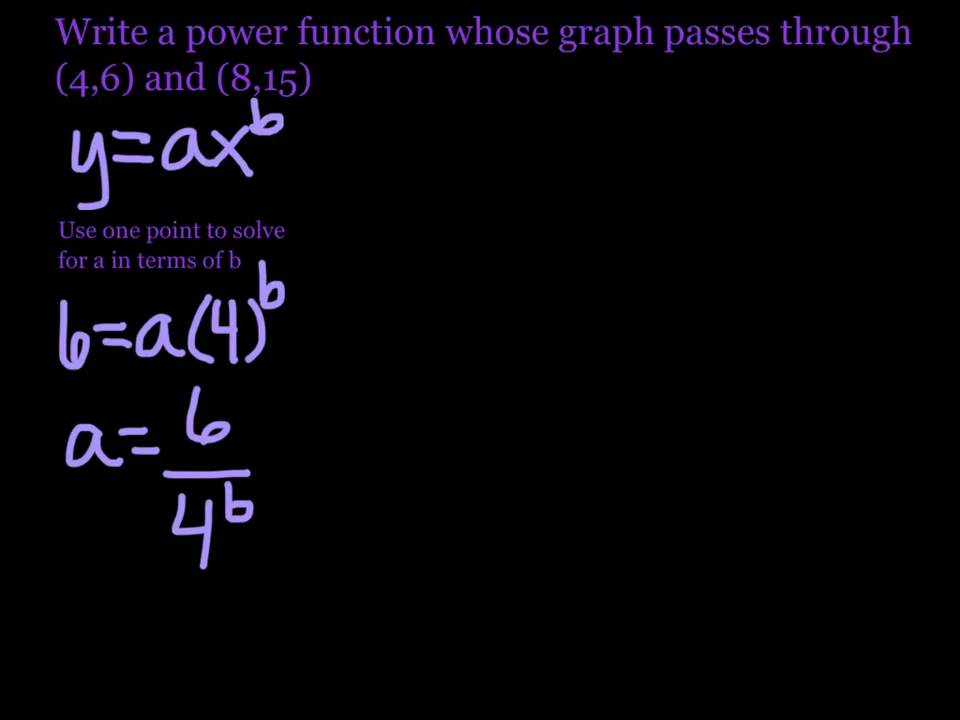 Write a power function whose graph passes through
(4,6) and (8,15)
y=ax^b
Use one point to solve
for a in terms of b
6=a(4)^b
a=6/4^b